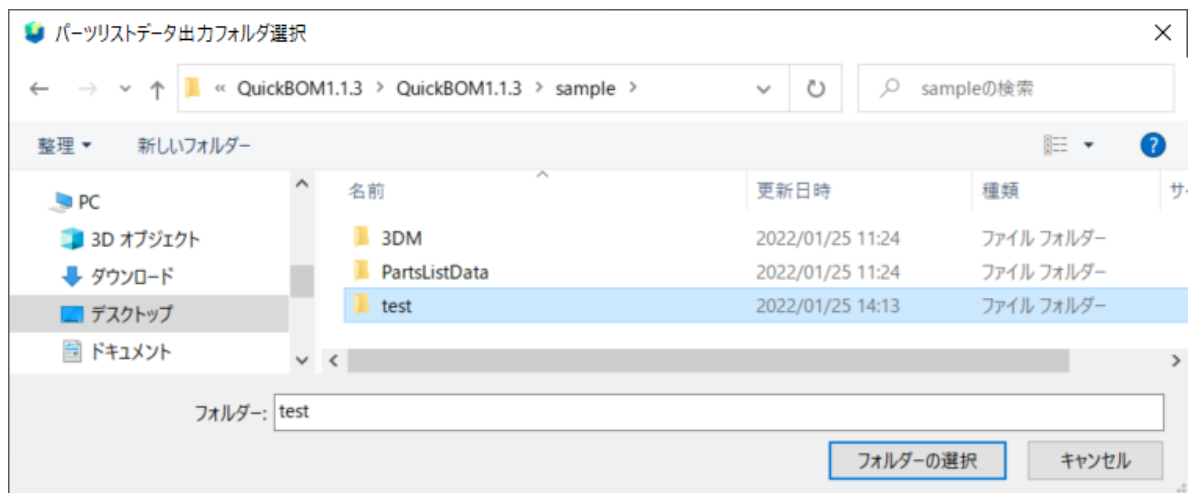 パーツリストデータ出力フォルダ選択
« QuickBOM1.1.3 > QuickBOM1.1.3 > sample >
sampleの検索
整理
新しいフォルダー
?
PC
3D オブジェクト
ダウンロード
デスクトップ
ドキュメント
名前 更新日時 種類 サ
3DM 2022/01/25 11:24 ファイル フォルダー
PartsListData 2022/01/25 11:24 ファイル フォルダー
test 2022/01/25 14:13 ファイル フォルダー
フォルダー: test
フォルダーの選択 キャンセル